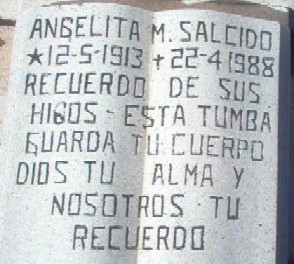 ANGELITA M. SALCIDO
★12-5-1913 + 22-4-1988
RECUERDO DE SUS
HIGOS - ESTA TUMBA
GUARDA TU CUERPO
DIOS TU ALMA Y
NOSOTROS TU
RECUERDO